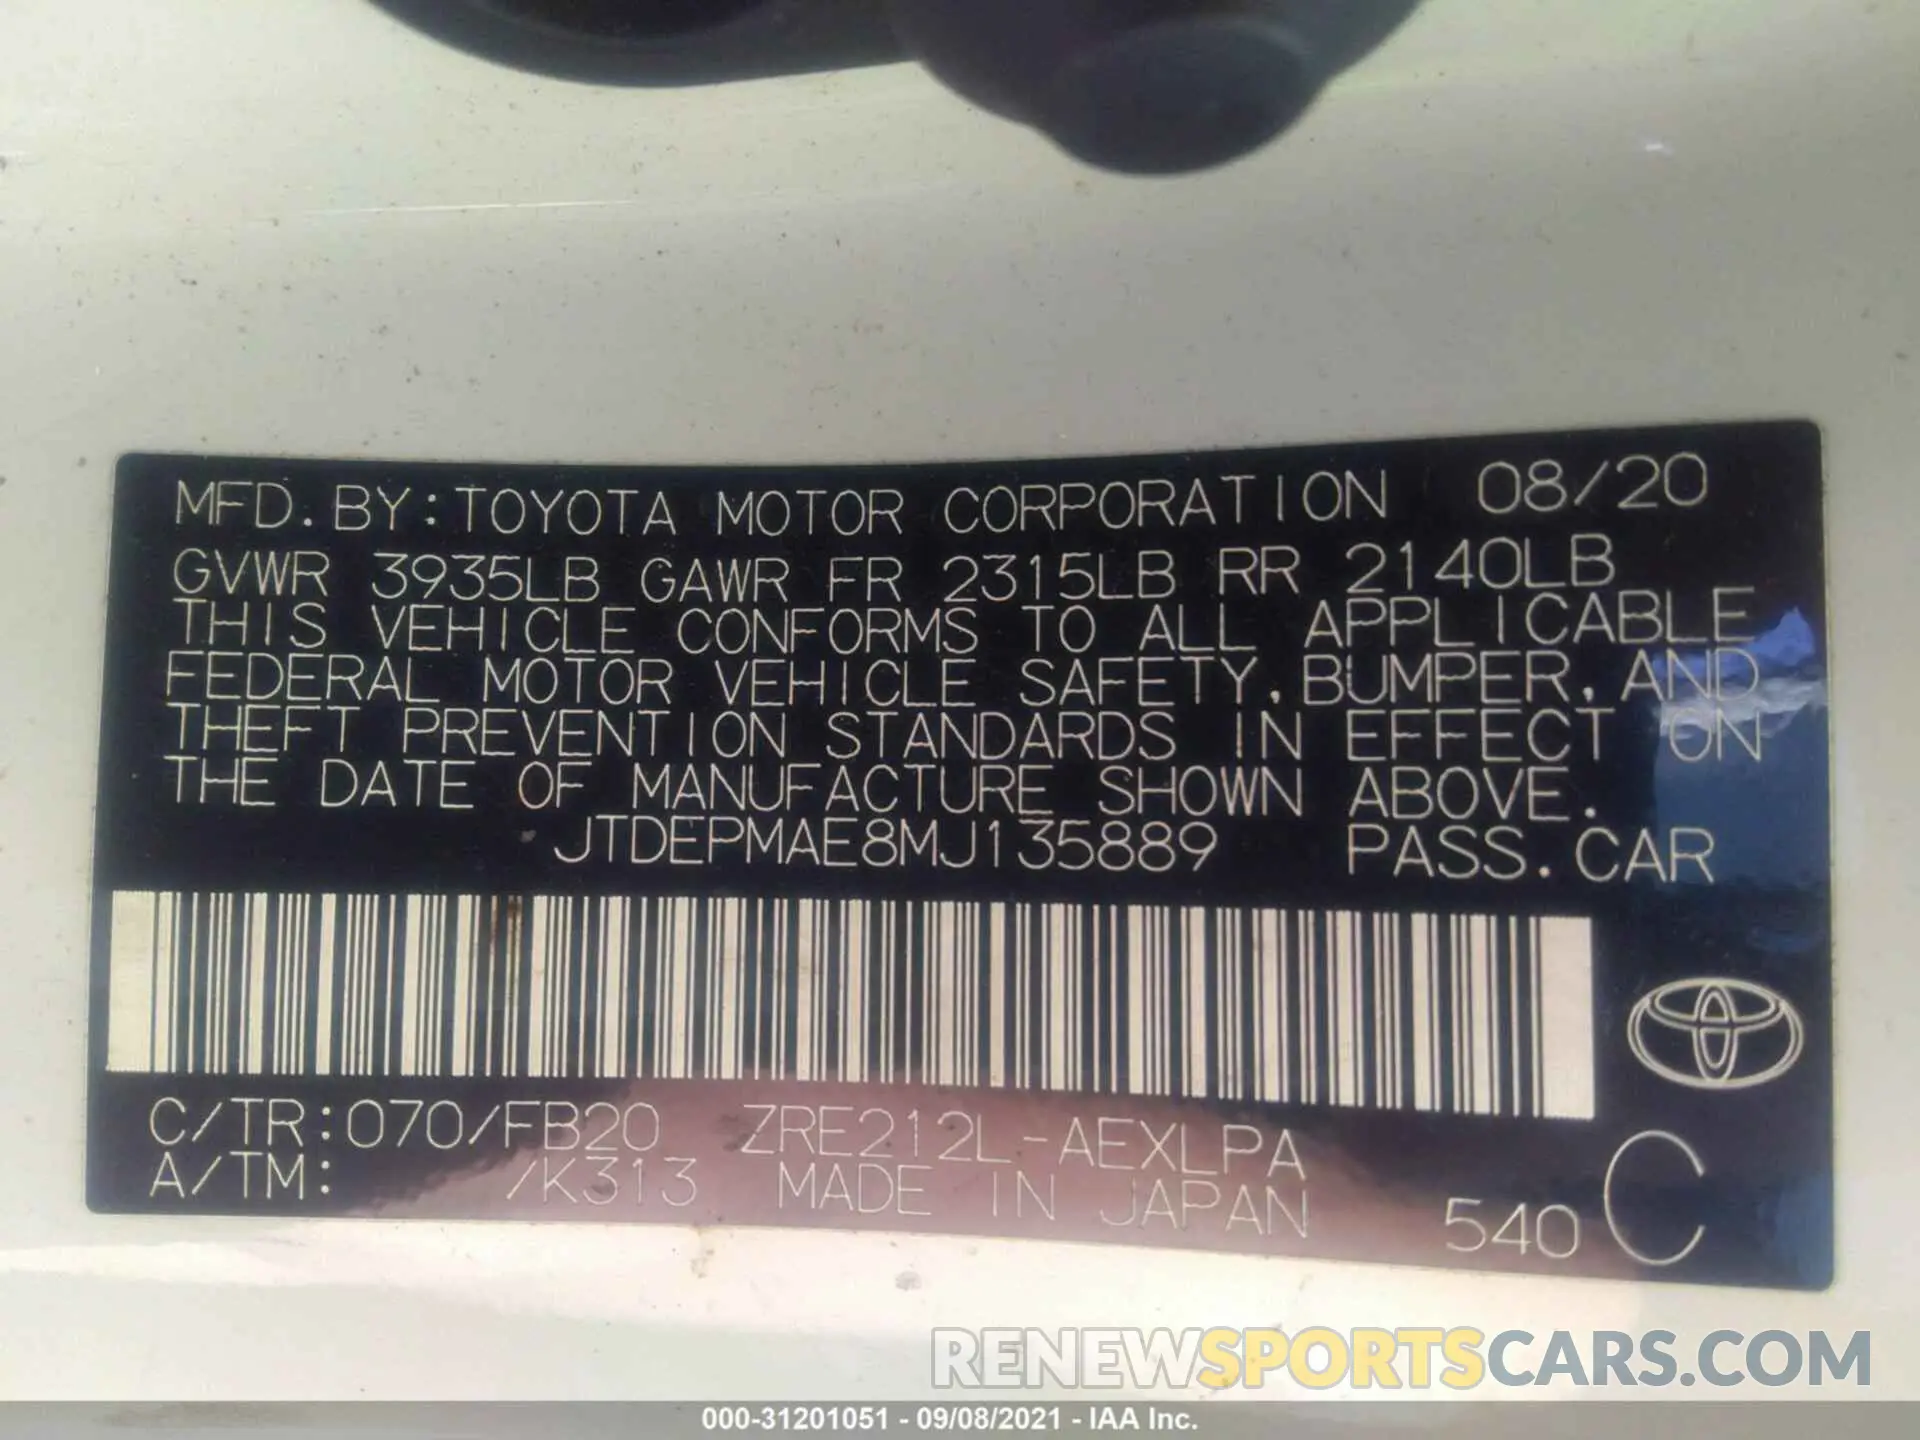 MFD. BY: TOYOTA MOTOR CORPORATION 08/20
GVWR 3935LB GAWR FR 2315LB RR 2140LB
THIS VEHICLE CONFORMS TO ALL APPLICABLE
FEDERAL MOTOR VEHICLE SAFETY, BUMPER, AND
THEFT PREVENTION STANDARDS IN EFFECT ON
THE DATE OF MANUFACTURE SHOWN ABOVE.
JTDEPMAE8MJ135889 PASS. CAR
C/TR: 070/FB20 ZRE212L-AEXLPA
A/TM: /K313 MADE IN JAPAN 540 C
RENEWSPORTSCARS.COM
000-31201051 - 09/08/2021 - IAA Inc.